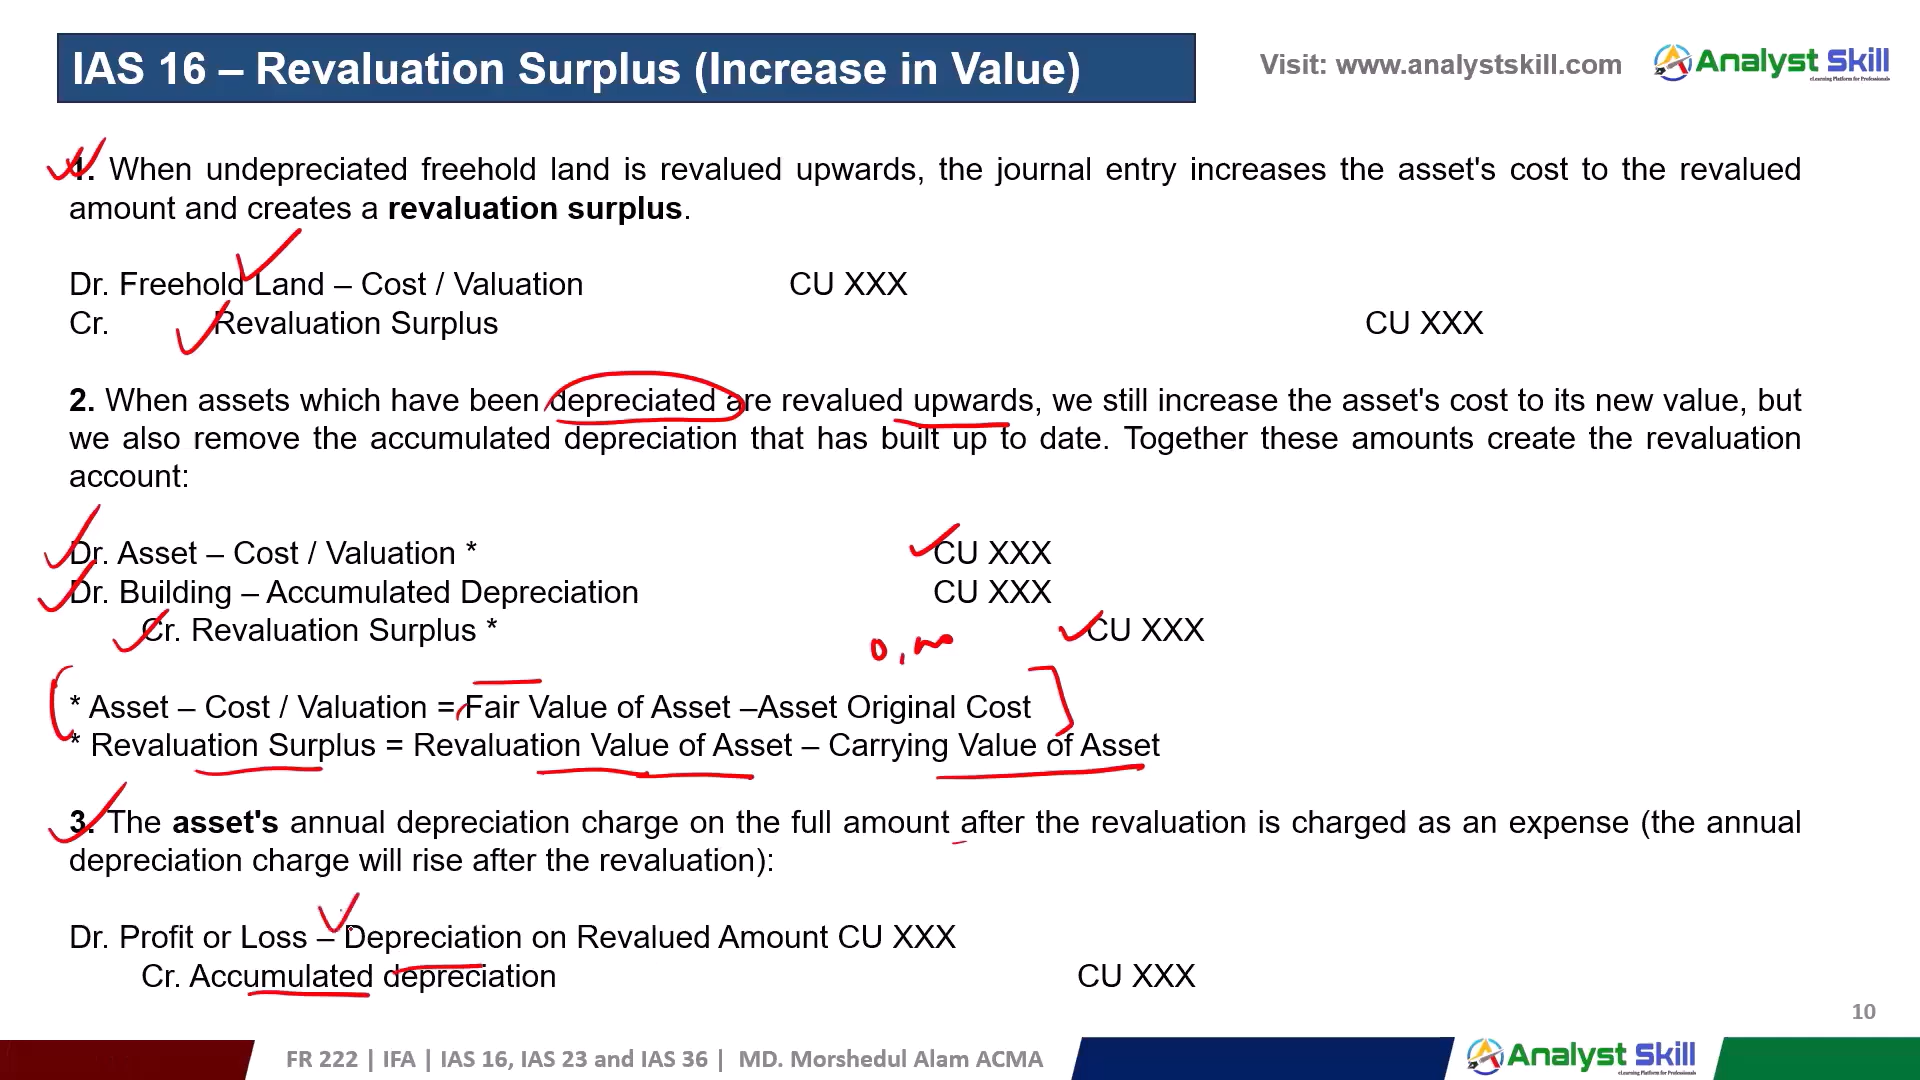 IAS 16 – Revaluation Surplus (Increase in Value)
Visit: www.analystskill.com
Analyst Skill
eLearning Platform for Professionals
1. When undepreciated freehold land is revalued upwards, the journal entry increases the asset's cost to the revalued
amount and creates a revaluation surplus.
Dr. Freehold Land – Cost / Valuation CU XXX
Cr. Revaluation Surplus CU XXX
2. When assets which have been depreciated are revalued upwards, we still increase the asset's cost to its new value, but
we also remove the accumulated depreciation that has built up to date. Together these amounts create the revaluation
account:
Dr. Asset – Cost / Valuation * CU XXX
Dr. Building – Accumulated Depreciation CU XXX
Cr. Revaluation Surplus * CU XXX
* Asset – Cost / Valuation = Fair Value of Asset –Asset Original Cost
* Revaluation Surplus = Revaluation Value of Asset – Carrying Value of Asset
3. The asset's annual depreciation charge on the full amount after the revaluation is charged as an expense (the annual
depreciation charge will rise after the revaluation):
Dr. Profit or Loss – Depreciation on Revalued Amount CU XXX
Cr. Accumulated depreciation CU XXX
10
FR 222 | IFA | IAS 16, IAS 23 and IAS 36 | MD. Morshedul Alam ACMA
Analyst Skill
eLearning Platform for Professionals